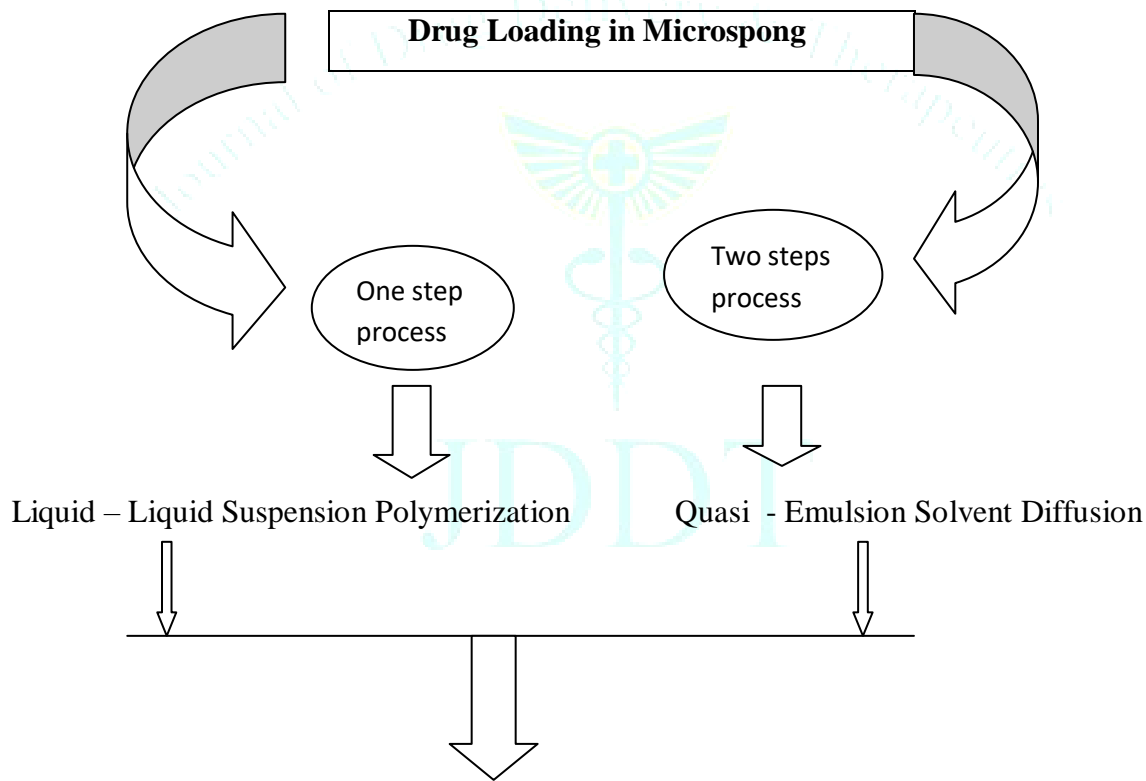 Drug Loading in Microspong
One step
process
Two steps
process
Liquid – Liquid Suspension Polymerization
Quasi - Emulsion Solvent Diffusion
JDDT